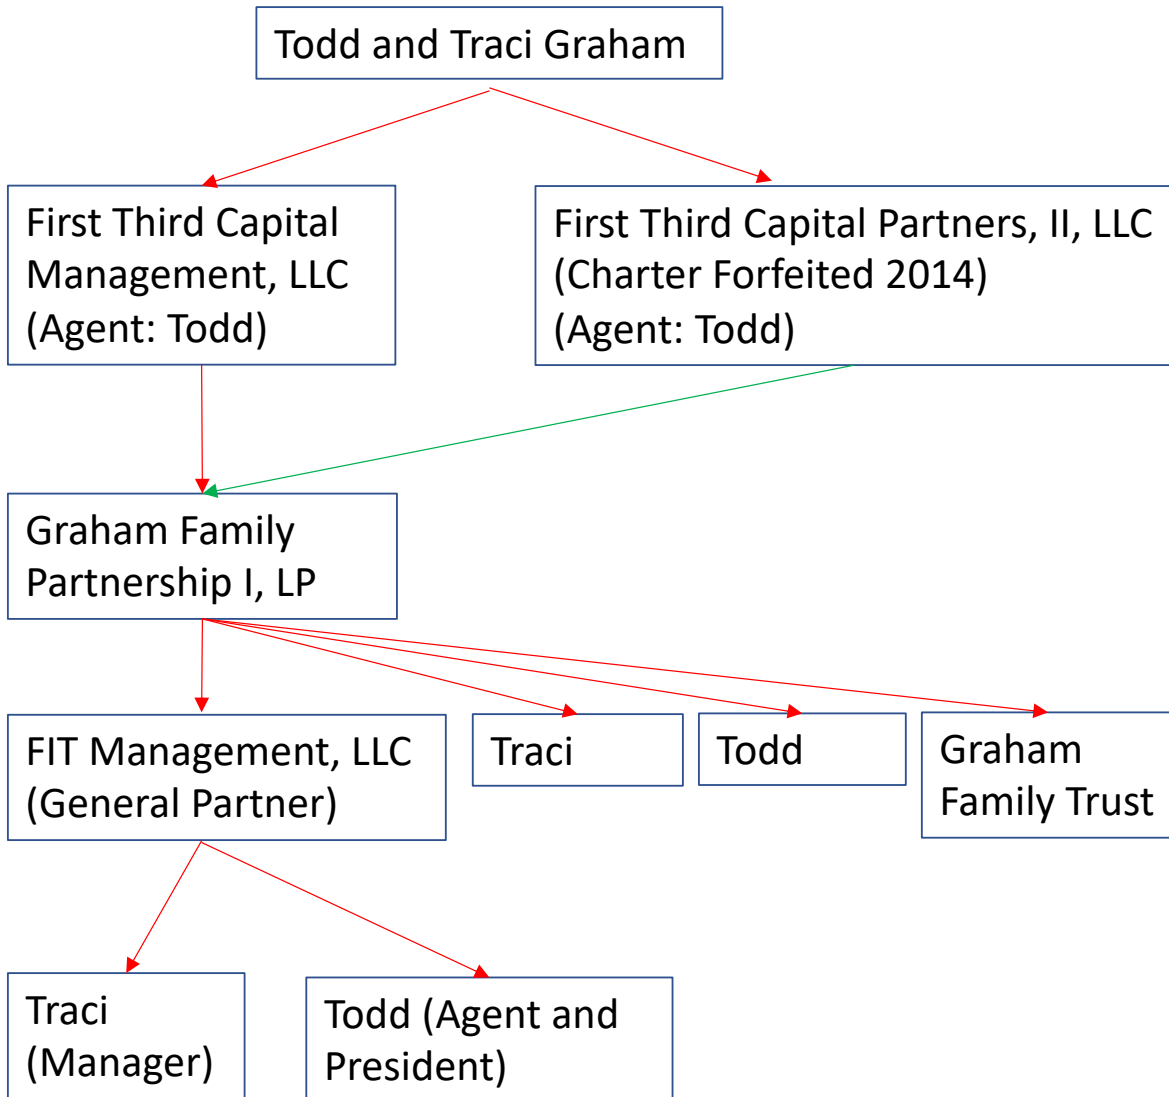 Todd and Traci Graham
First Third Capital
Management, LLC
(Agent: Todd)
First Third Capital Partners, II, LLC
(Charter Forfeited 2014)
(Agent: Todd)
Graham Family
Partnership I, LP
FIT Management, LLC
(General Partner)
Traci
Todd
Graham
Family Trust
Traci
(Manager)
Todd (Agent and
President)